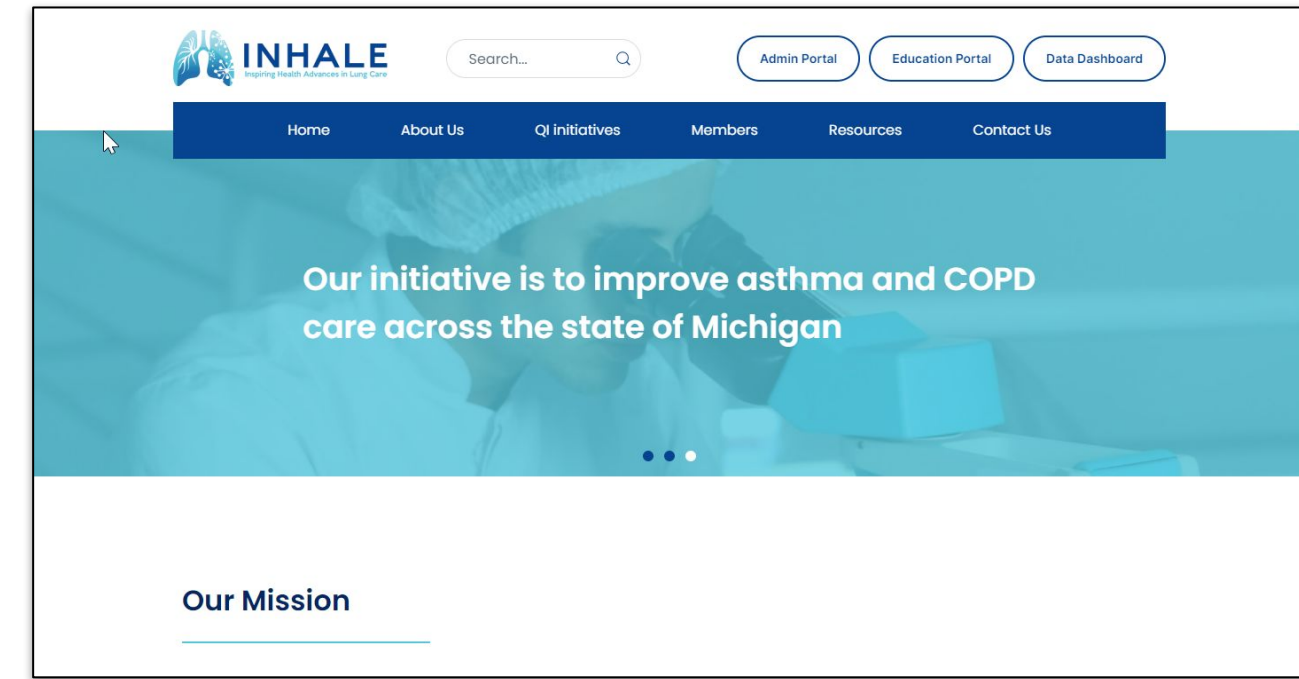 INHALE
Inspiring Health Advances in Lung Care
Search...
Admin Portal
Education Portal
Data Dashboard
Home
About Us
QI initiatives
Members
Resources
Contact Us
Our initiative is to improve asthma and COPD
care across the state of Michigan
Our Mission